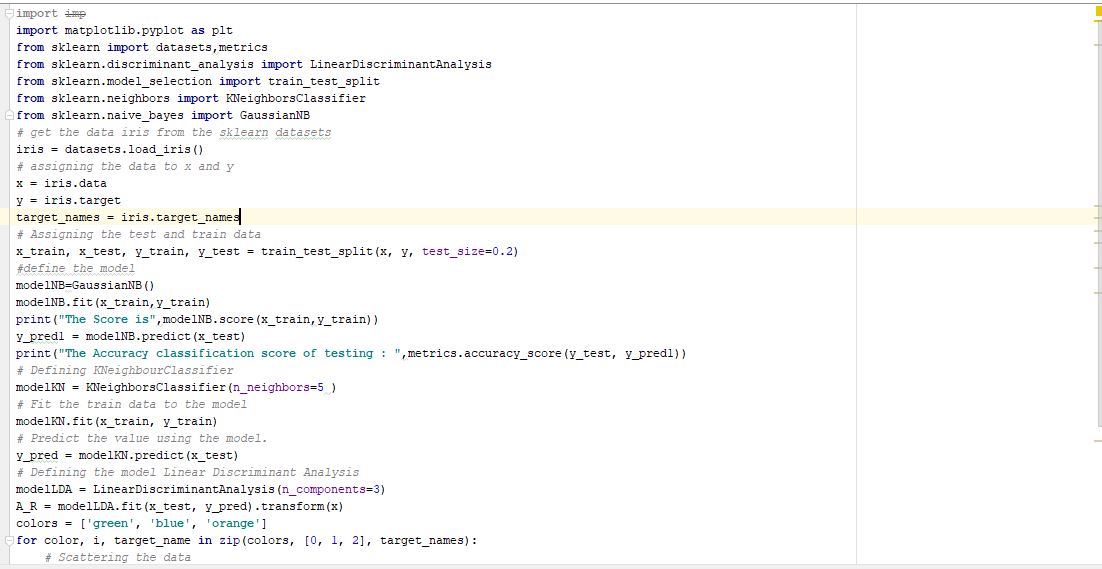 import imp
import matplotlib.pyplot as plt
from sklearn import datasets,metrics
from sklearn.discriminant_analysis import LinearDiscriminantAnalysis
from sklearn.model_selection import train_test_split
from sklearn.neighbors import KNeighborsClassifier
from sklearn.naive_bayes import GaussianNB
# get the data iris from the sklearn datasets
iris = datasets.load_iris()
# assigning the data to x and y
x = iris.data
y = iris.target
target_names = iris.target_names
# Assigning the test and train data
x_train, x_test, y_train, y_test = train_test_split(x, y, test_size=0.2)
#define the model
modelNB=GaussianNB()
modelNB.fit(x_train,y_train)
print("The Score is",modelNB.score(x_train,y_train))
y_pred1 = modelNB.predict(x_test)
print("The Accuracy classification score of testing : ",metrics.accuracy_score(y_test, y_pred1))
# Defining KNeighbourClassifier
modelKN = KNeighborsClassifier(n_neighbors=5 )
# Fit the train data to the model
modelKN.fit(x_train, y_train)
# Predict the value using the model.
y_pred = modelKN.predict(x_test)
# Defining the model Linear Discriminant Analysis
modelLDA = LinearDiscriminantAnalysis(n_components=3)
A_R = modelLDA.fit(x_test, y_pred).transform(x)
colors = ['green', 'blue', 'orange']
for color, i, target_name in zip(colors, [0, 1, 2], target_names):
    # Scattering the data